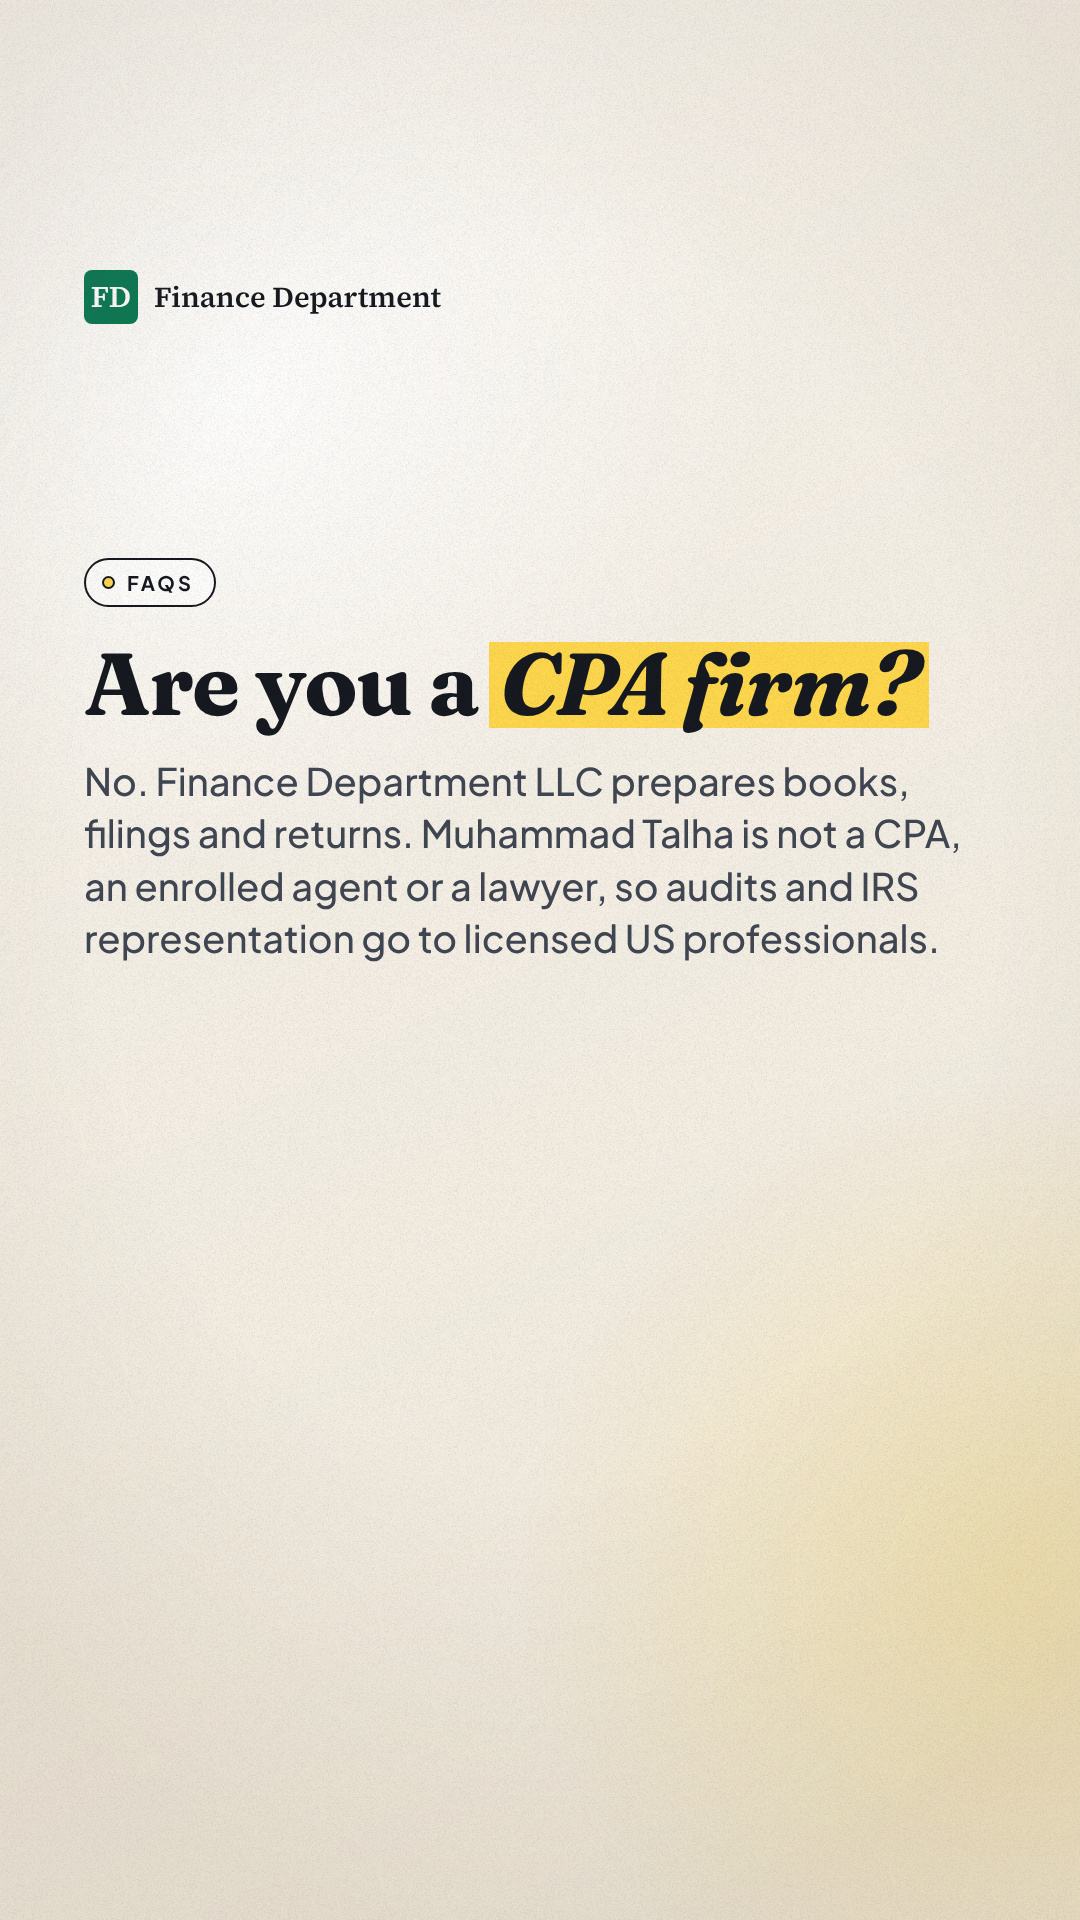 FD Finance Department
FAQS
Are you a CPA firm?
No. Finance Department LLC prepares books,
filings and returns. Muhammad Talha is not a CPA,
an enrolled agent or a lawyer, so audits and IRS
representation go to licensed US professionals.